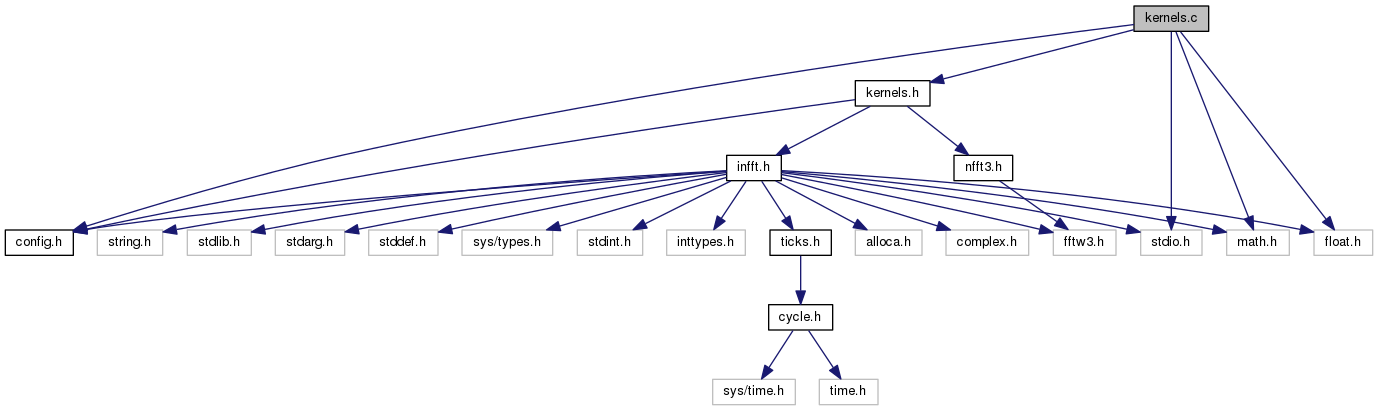 kernels.c
kernels.h
infft.h
nfft3.h
config.h
string.h
stdlib.h
stdarg.h
stddef.h
sys/types.h
stdint.h
inttypes.h
ticks.h
alloca.h
complex.h
fftw3.h
stdio.h
math.h
float.h
cycle.h
sys/time.h
time.h